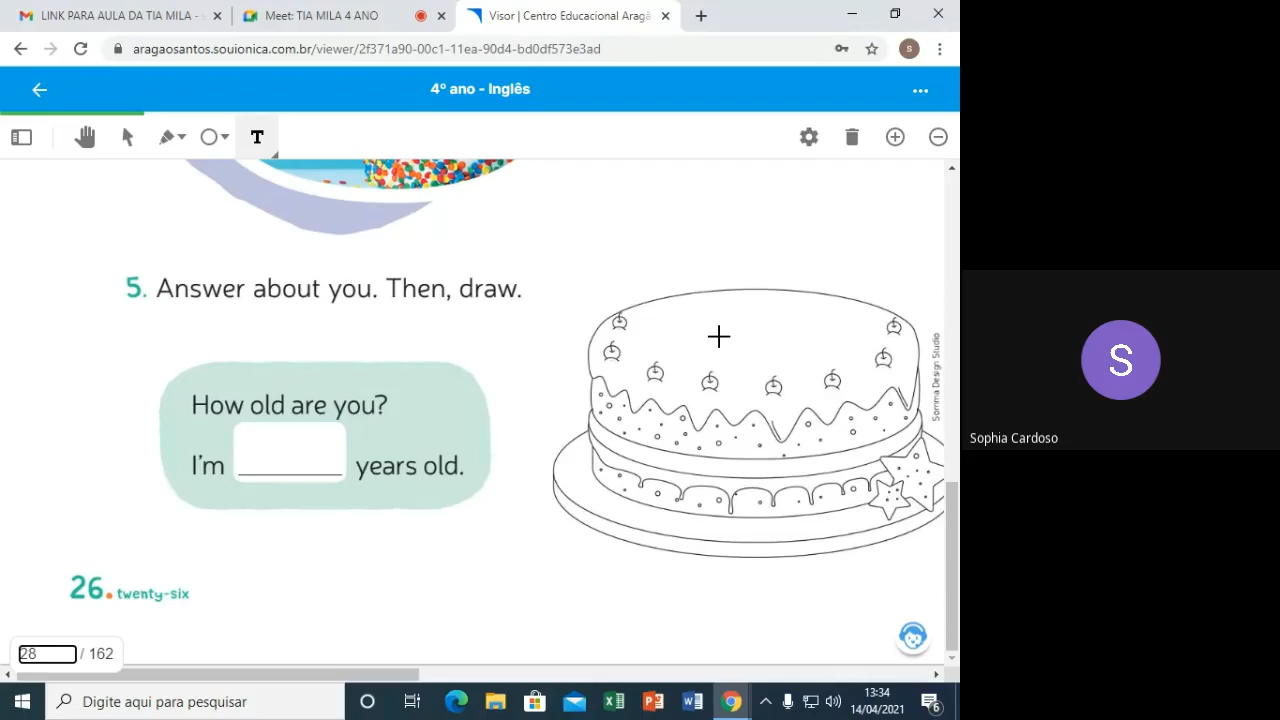 LINK PARA AULA DA TIA MILA - s
Meet: TIA MILA 4 ANO
Visor | Centro Educacional Aragã
aragaosantos.souionica.com.br/viewer/2f371a90-00c1-11ea-90d4-bd0df573e3ad
S
4º ano - Inglês
T
5. Answer about you. Then, draw.
How old are you?
I'm ________ years old.
Somma Design Studio
26. twenty-six
28 / 162
S
Sophia Cardoso
Digite aqui para pesquisar
13:34
14/04/2021
6